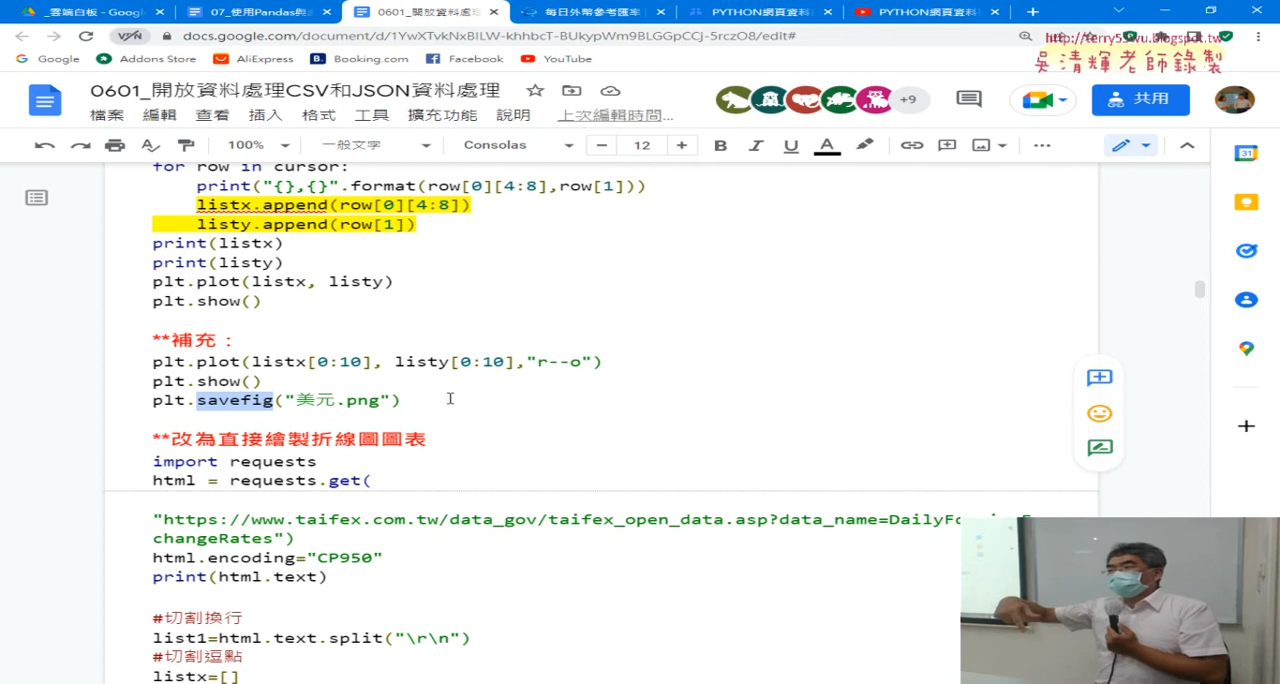 _雲端白板 - Googl
07_使用Pandas與
0601_開放資料處
每日外幣參考匯率
PYTHON網頁資料
PYTHON網頁資料
VPN
docs.google.com/document/d/1YwXTvkNxBILW-khhbcT-BUkypWm9BLGGpCCj-5rczO8/edit#
http://terry55wu.blogspot.tw
吳清輝老師錄製
Google
Addons Store
AliExpress
Booking.com
Facebook
YouTube
0601_開放資料處理CSV和JSON資料處理
+9
共用
檔案 編輯 查看 插入 格式 工具 擴充功能 說明 上次編輯時間…
100% 一般文字 Consolas 12 B I U A
for row in cursor:
print("{},{}".format(row[0][4:8],row[1]))
listx.append(row[0][4:8])
listy.append(row[1])
print(listx)
print(listy)
plt.plot(listx, listy)
plt.show()
**補充：
plt.plot(listx[0:10], listy[0:10],"r--o")
plt.show()
plt.savefig("美元.png")
**改為直接繪製折線圖圖表
import requests
html = requests.get(
"https://www.taifex.com.tw/data_gov/taifex_open_data.asp?data_name=DailyForeignE
changeRates")
html.encoding="CP950"
print(html.text)
#切割換行
list1=html.text.split("\r\n")
#切割逗點
listx=[]
31